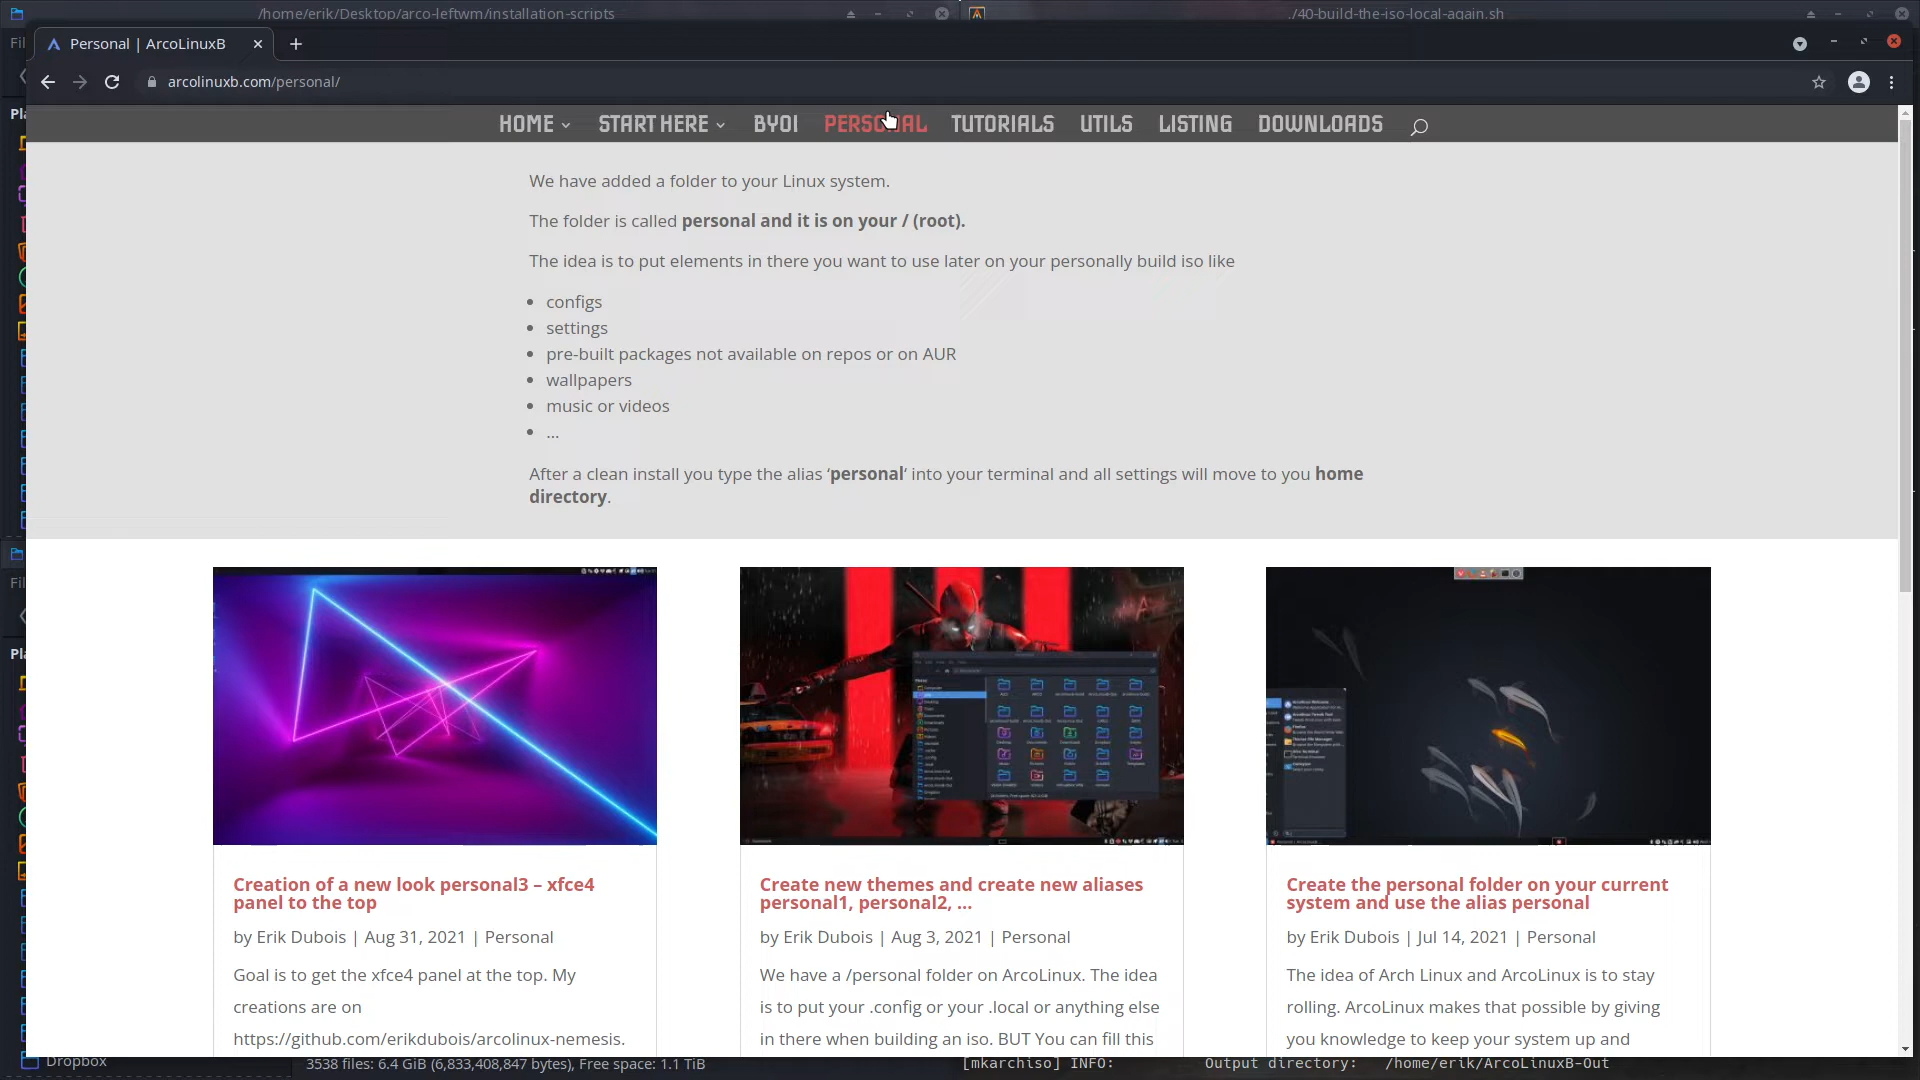 /home/erik/Desktop/arco-leftwm/installation-scripts
./40-build-the-iso-local-again.sh
Personal | ArcoLinuxB
arcolinuxb.com/personal/
HOME
START HERE
BYOI
PERSONAL
TUTORIALS
UTILS
LISTING
DOWNLOADS
We have added a folder to your Linux system.
The folder is called personal and it is on your / (root).
The idea is to put elements in there you want to use later on your personally build iso like
• configs
• settings
• pre-built packages not available on repos or on AUR
• wallpapers
• music or videos
• ...
After a clean install you type the alias ‘personal‘ into your terminal and all settings will move to you home
directory.
Creation of a new look personal3 – xfce4
panel to the top
by Erik Dubois | Aug 31, 2021 | Personal
Goal is to get the xfce4 panel at the top. My
creations are on
https://github.com/erikdubois/arcolinux-nemesis.
Create new themes and create new aliases
personal1, personal2, ...
by Erik Dubois | Aug 3, 2021 | Personal
We have a /personal folder on ArcoLinux. The idea
is to put your .config or your .local or anything else
in there when building an iso. BUT You can fill this
Create the personal folder on your current
system and use the alias personal
by Erik Dubois | Jul 14, 2021 | Personal
The idea of Arch Linux and ArcoLinux is to stay
rolling. ArcoLinux makes that possible by giving
you knowledge to keep your system up and
Dropbox
3538 files: 6.4 GiB (6,833,408,847 bytes), Free space: 1.1 TiB
[mkarchiso] INFO: Output directory: /home/erik/ArcoLinuxB-Out